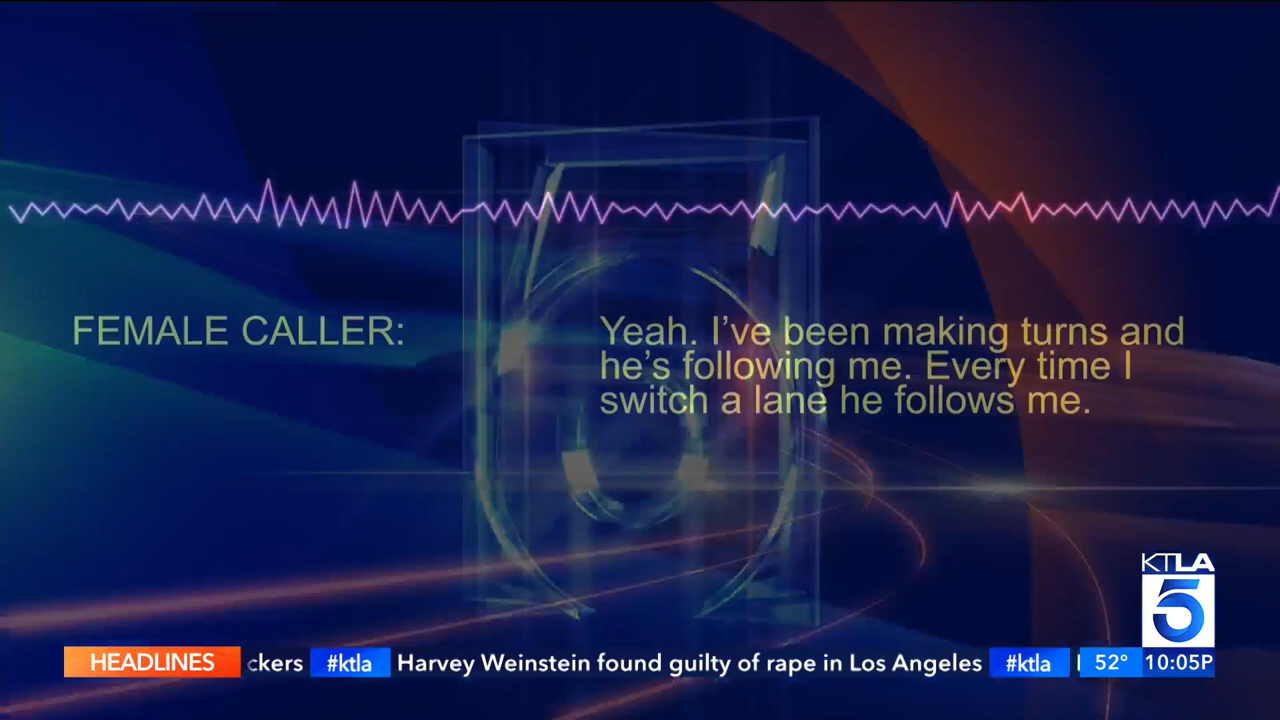 FEMALE CALLER:
Yeah. I've been making turns and
he's following me. Every time I
switch a lane he follows me.
KTLA
5
HEADLINES
ckers #ktla Harvey Weinstein found guilty of rape in Los Angeles #ktla
52° 10:05P